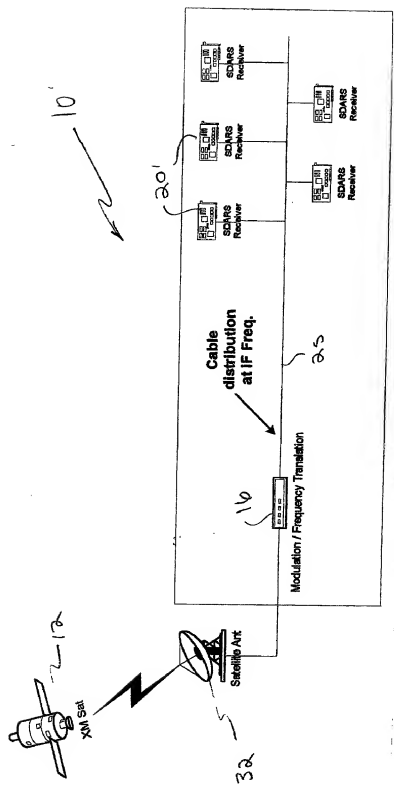 10'
12
XM Sat
32
Satellite Ant
16
Modulation / Frequency Translation
Cable
distribution
at IF Freq.
25
20'
SDARS
Receiver
SDARS
Receiver
SDARS
Receiver
SDARS
Receiver
SDARS
Receiver